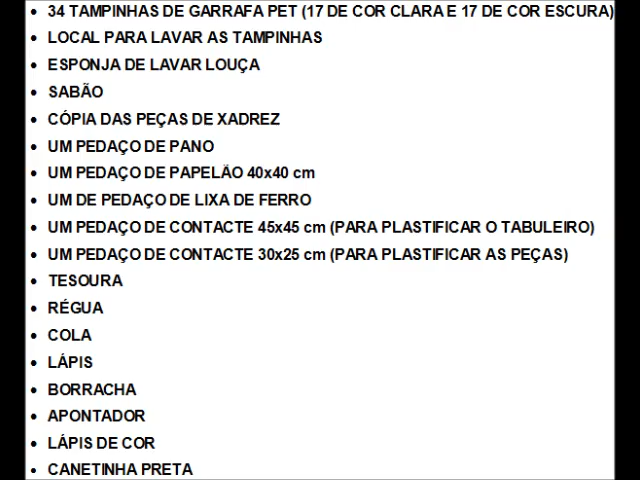 • 34 TAMPINHAS DE GARRAFA PET (17 DE COR CLARA E 17 DE COR ESCURA)
• LOCAL PARA LAVAR AS TAMPINHAS
• ESPONJA DE LAVAR LOUÇA
• SABÃO
• CÓPIA DAS PEÇAS DE XADREZ
• UM PEDAÇO DE PANO
• UM PEDAÇO DE PAPELÃO 40x40 cm
• UM DE PEDAÇO DE LIXA DE FERRO
• UM PEDAÇO DE CONTACTE 45x45 cm (PARA PLASTIFICAR O TABULEIRO)
• UM PEDAÇO DE CONTACTE 30x25 cm (PARA PLASTIFICAR AS PEÇAS)
• TESOURA
• RÉGUA
• COLA
• LÁPIS
• BORRACHA
• APONTADOR
• LÁPIS DE COR
• CANETINHA PRETA